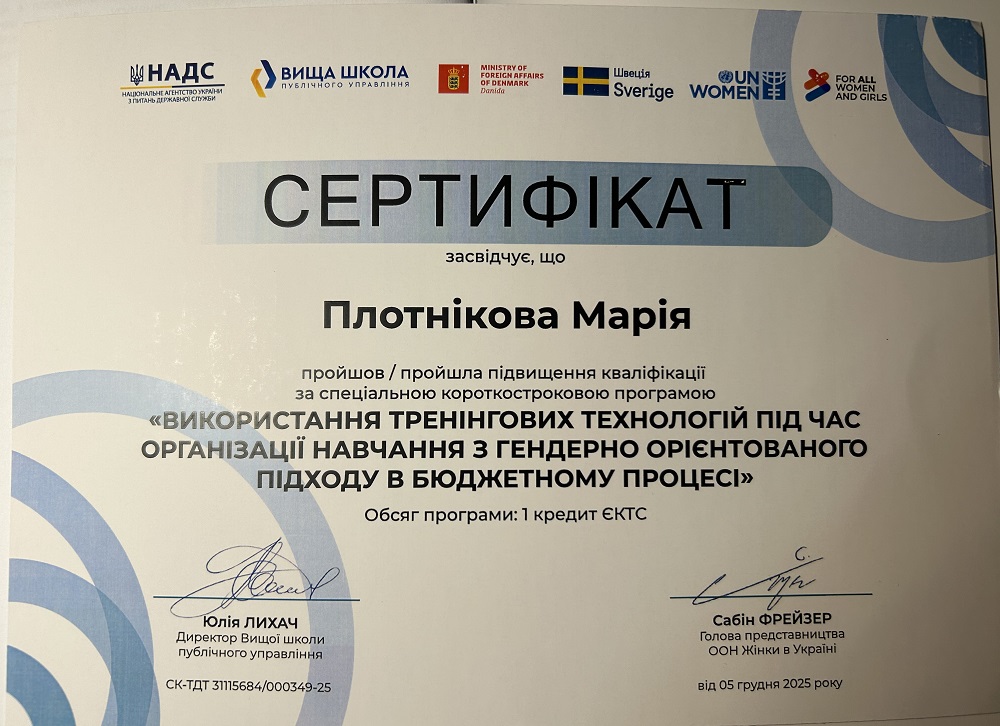 НАДС
НАЦІОНАЛЬНЕ АГЕНТСТВО УКРАЇНИ
З ПИТАНЬ ДЕРЖАВНОЇ СЛУЖБИ
ВИЩА ШКОЛА
ПУБЛІЧНОГО УПРАВЛІННЯ
MINISTRY OF
FOREIGN AFFAIRS
OF DENMARK
Danida
Швеція
Sverige
UN
WOMEN
FOR ALL
WOMEN
AND GIRLS
СЕРТИФІКАТ
засвідчує, що
Плотнікова Марія
пройшов / пройшла підвищення кваліфікації
за спеціальною короткостроковою програмою
«ВИКОРИСТАННЯ ТРЕНІНГОВИХ ТЕХНОЛОГІЙ ПІД ЧАС
ОРГАНІЗАЦІЇ НАВЧАННЯ З ГЕНДЕРНО ОРІЄНТОВАНОГО
ПІДХОДУ В БЮДЖЕТНОМУ ПРОЦЕСІ»
Обсяг програми: 1 кредит ЄКТС
Юлія ЛИХАЧ
Директор Вищої школи
публічного управління
СК-ТДТ 31115684/000349-25
Сабін ФРЕЙЗЕР
Голова представництва
ООН Жінки в Україні
від 05 грудня 2025 року